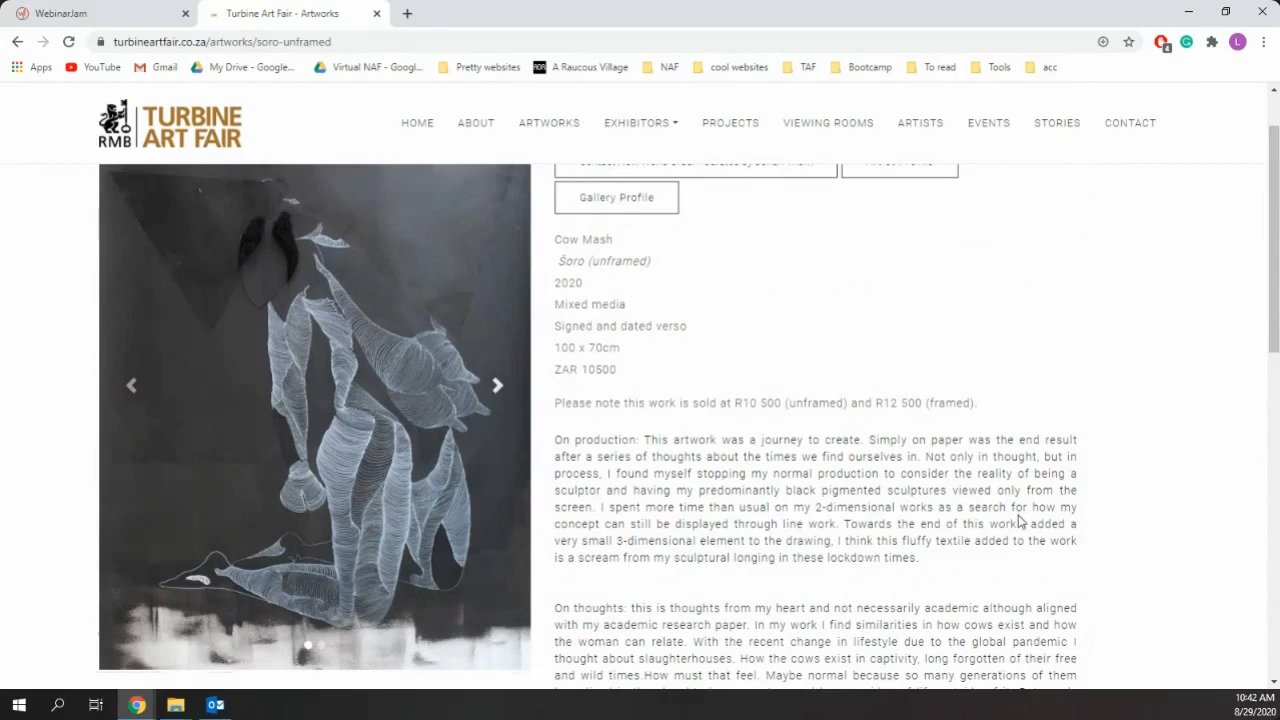 WebinarJam
Turbine Art Fair - Artworks
turbineartfair.co.za/artworks/soro-unframed
Apps YouTube Gmail My Drive - Google... Virtual NAF - Googl... Pretty websites A Raucous Village NAF cool websites TAF Bootcamp To read Tools acc
RMB TURBINE
ART FAIR
HOME ABOUT ARTWORKS EXHIBITORS PROJECTS VIEWING ROOMS ARTISTS EVENTS STORIES CONTACT
Gallery Profile
Cow Mash
Šoro (unframed)
2020
Mixed media
Signed and dated verso
100 x 70cm
ZAR 10500
Please note this work is sold at R10 500 (unframed) and R12 500 (framed).
On production: This artwork was a journey to create. Simply on paper was the end result
after a series of thoughts about the times we find ourselves in. Not only in thought, but in
process, I found myself stopping my normal production to consider the reality of being a
sculptor and having my predominantly black pigmented sculptures viewed only from the
screen. I spent more time than usual on my 2-dimensional works as a search for how my
concept can still be displayed through line work. Towards the end of this work added a
very small 3-dimensional element to the drawing, I think this fluffy textile added to the work
is a scream from my sculptural longing in these lockdown times.
On thoughts: this is thoughts from my heart and not necessarily academic although aligned
with my academic research paper. In my work I find similarities in how cows exist and how
the woman can relate. With the recent change in lifestyle due to the global pandemic I
thought about slaughterhouses. How the cows exist in captivity, long forgotten of their free
and wild times.How must that feel. Maybe normal because so many generations of them
10:42 AM
8/29/2020